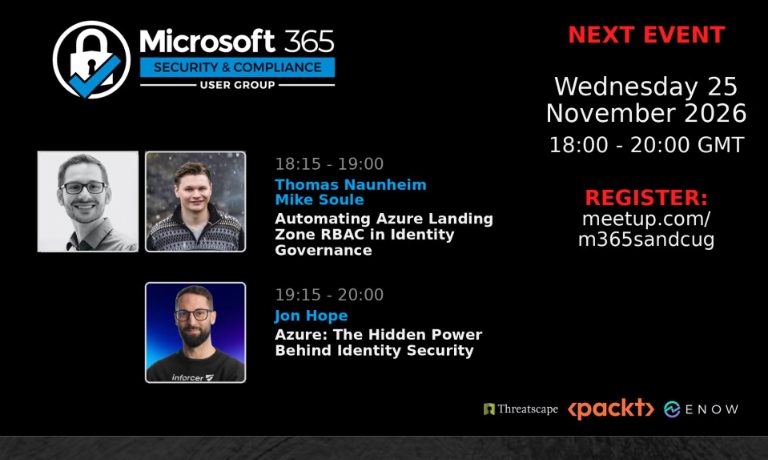 Microsoft 365
SECURITY & COMPLIANCE
USER GROUP
NEXT EVENT
Wednesday 25
November 2026
18:00 - 20:00 GMT
REGISTER:
meetup.com/
m365sandcug
18:15 - 19:00
Thomas Naunheim
Mike Soule
Automating Azure Landing
Zone RBAC in Identity
Governance
19:15 - 20:00
Jon Hope
Azure: The Hidden Power
Behind Identity Security
inforcer
Threatscape
<packt>
ENOW